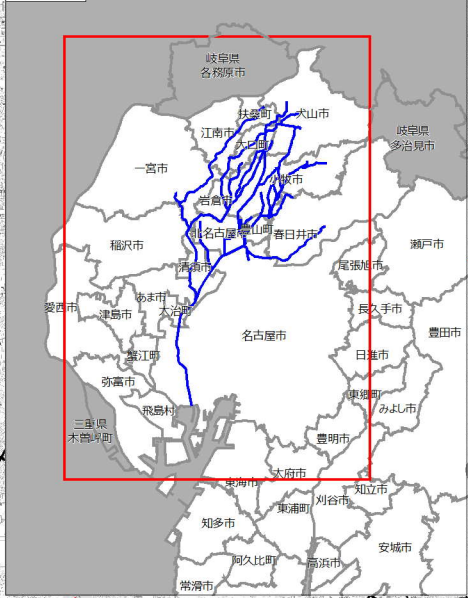 岐阜県
各務原市
扶桑町
犬山市
江南市
大口町
岐阜県
多治見市
一宮市
小牧市
岩倉市
北名古屋市
豊山町
春日井市
稲沢市
瀬戸市
清須市
尾張旭市
あま市
愛西市
津島市
大治町
長久手市
名古屋市
豊田市
蟹江町
日進市
弥富市
東郷町
飛島村
みよし市
三重県
木曽岬町
豊明市
大府市
東海市
知立市
刈谷市
東浦町
知多市
安城市
阿久比町
高浜市
常滑市